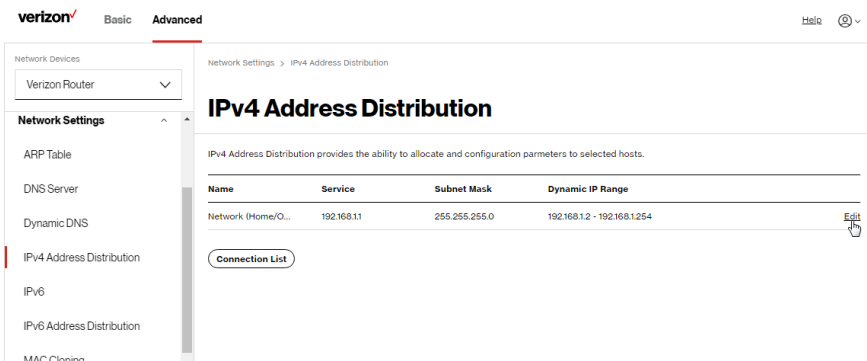 verizon✓ Basic Advanced Help
Network Devices
Verizon Router
Network Settings
ARP Table
DNS Server
Dynamic DNS
IPv4 Address Distribution
IPv6
IPv6 Address Distribution
MAC Cloning
Network Settings > IPv4 Address Distribution
IPv4 Address Distribution
IPv4 Address Distribution provides the ability to allocate and configuration parmeters to selected hosts.
Name Service Subnet Mask Dynamic IP Range
Network (Home/O... 192.168.1.1 255.255.255.0 192.168.1.2 - 192.168.1.254 Edit
Connection List